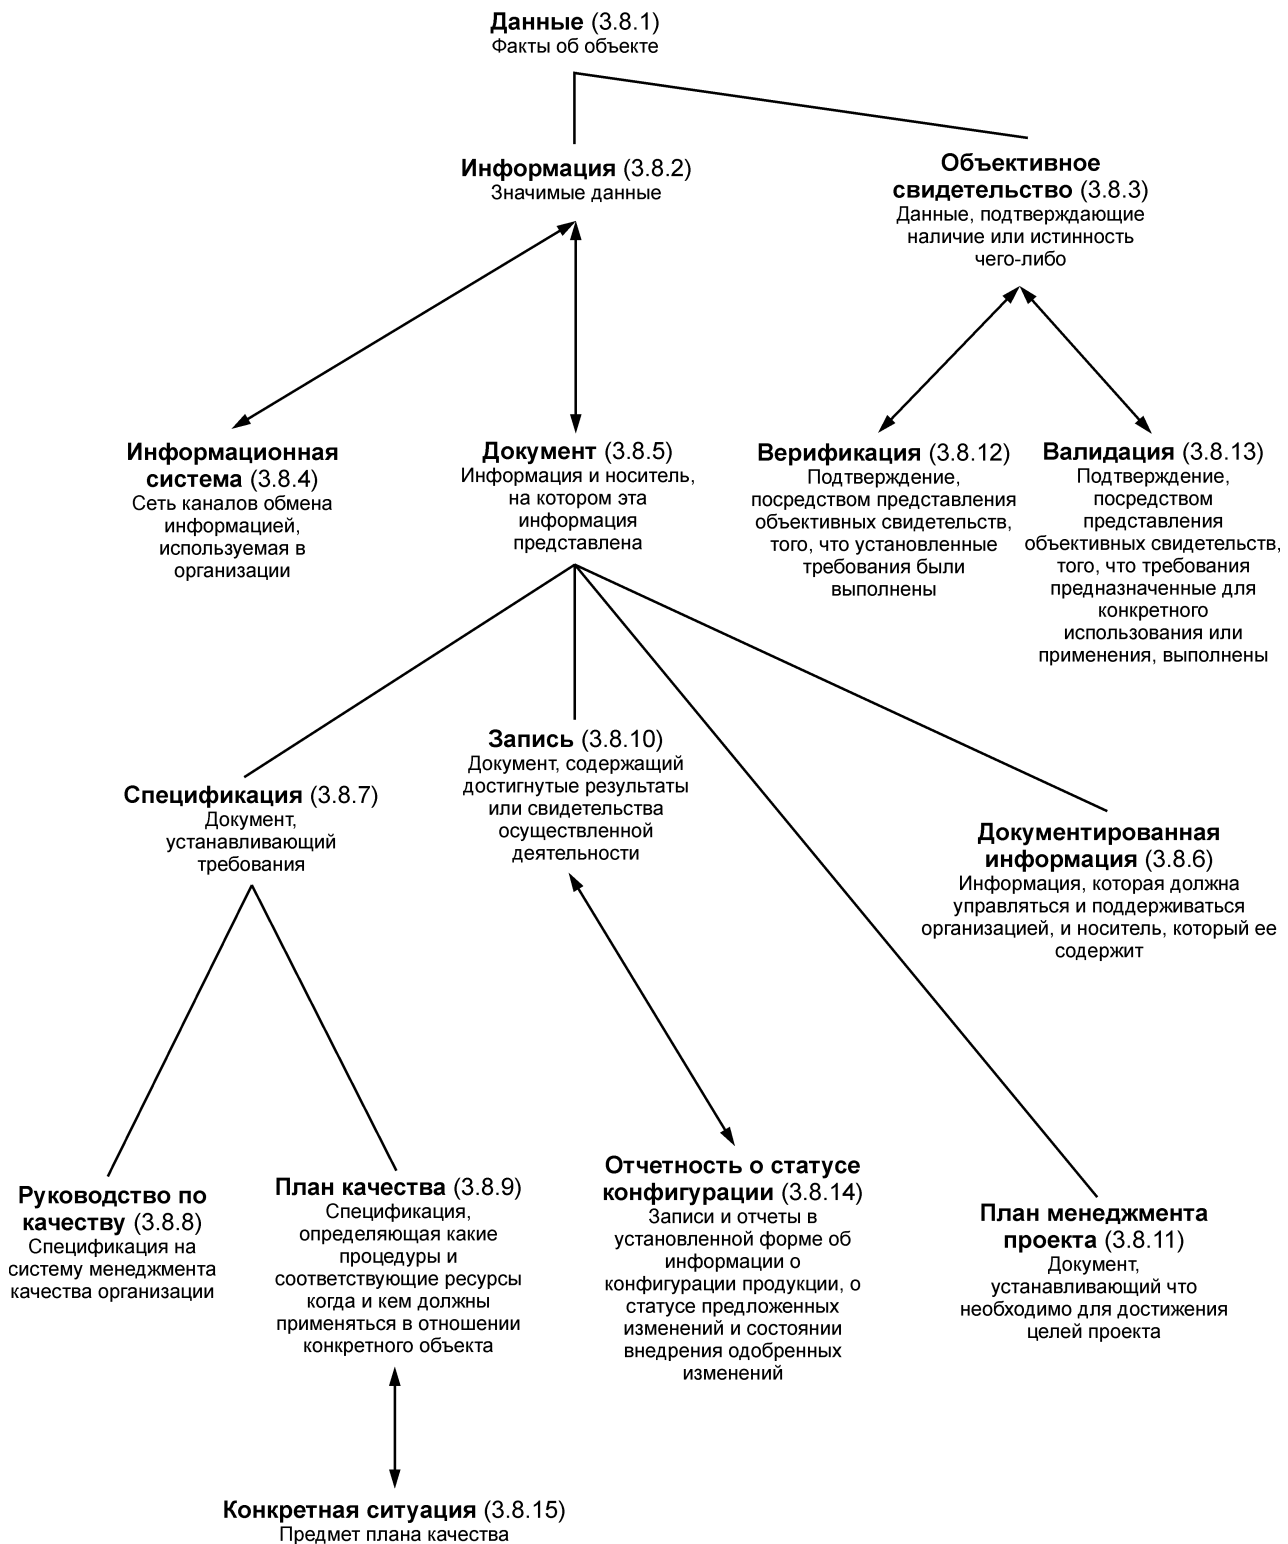 Данные (3.8.1)
Факты об объекте
Информация (3.8.2)
Значимые данные
Объективное
свидетельство (3.8.3)
Данные, подтверждающие
наличие или истинность
чего-либо
Информационная
система (3.8.4)
Сеть каналов обмена
информацией,
используемая в
организации
Документ (3.8.5)
Информация и носитель,
на котором эта
информация
представлена
Верификация (3.8.12)
Подтверждение,
посредством представления
объективных свидетельств,
того, что установленные
требования были
выполнены
Валидация (3.8.13)
Подтверждение,
посредством
представления
объективных свидетельств,
того, что требования
предназначенные для
конкретного
использования или
применения, выполнены
Спецификация (3.8.7)
Документ,
устанавливающий
требования
Запись (3.8.10)
Документ, содержащий
достигнутые результаты
или свидетельства
осуществленной
деятельности
Документированная
информация (3.8.6)
Информация, которая должна
управляться и поддерживаться
организацией, и носитель, который ее
содержит
Руководство по
качеству (3.8.8)
Спецификация на
систему менеджмента
качества организации
План качества (3.8.9)
Спецификация,
определяющая какие
процедуры и
соответствующие ресурсы
когда и кем должны
применяться в отношении
конкретного объекта
Отчетность о статусе
конфигурации (3.8.14)
Записи и отчеты в
установленной форме об
информации о
конфигурации продукции, о
статусе предложенных
изменений и состоянии
внедрения одобренных
изменений
План менеджмента
проекта (3.8.11)
Документ,
устанавливающий что
необходимо для достижения
целей проекта
Конкретная ситуация (3.8.15)
Предмет плана качества